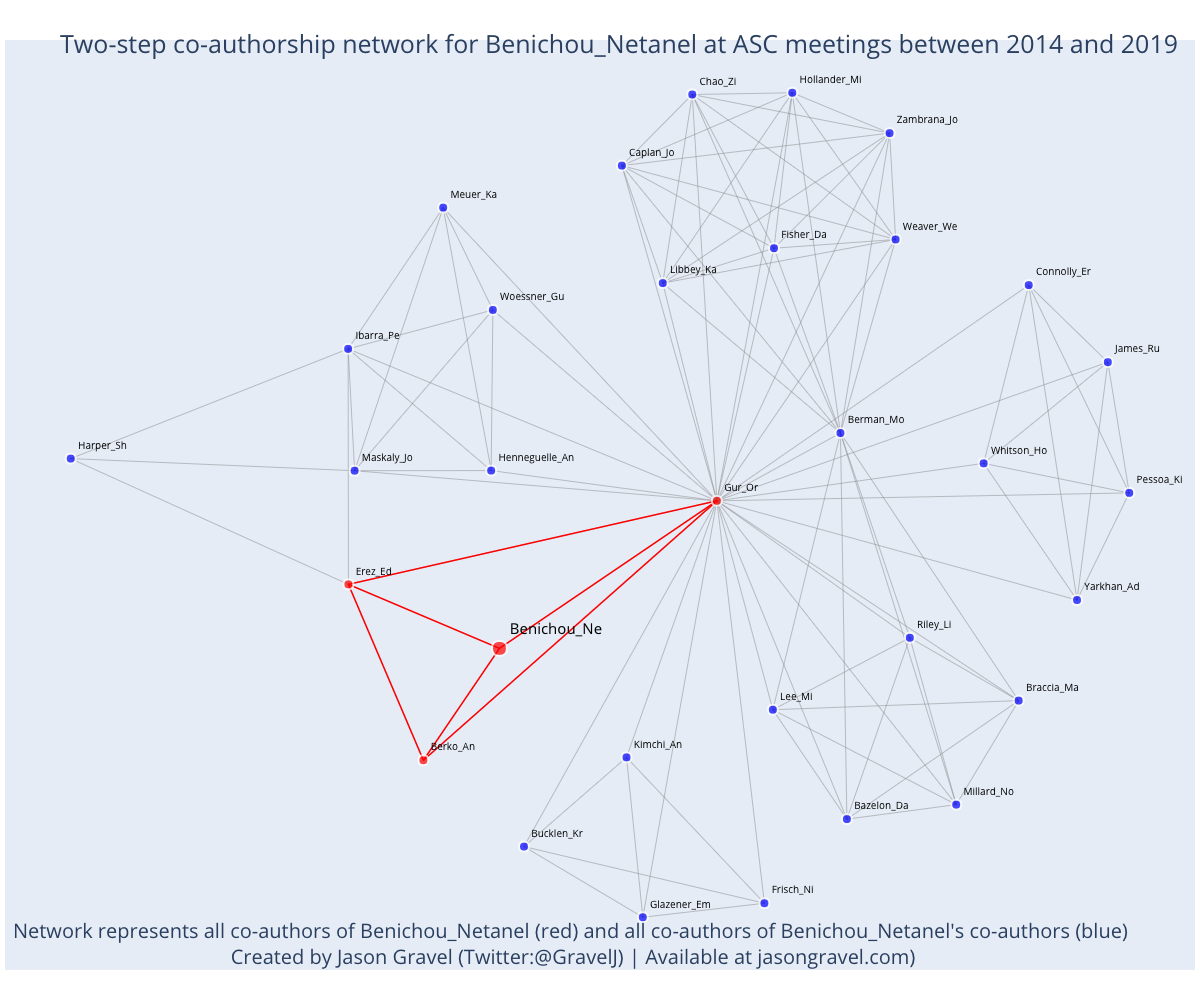 Two-step co-authorship network for Benichou_Netanel at ASC meetings between 2014 and 2019
Chao_Zi
Hollander_Mi
Zambrana_Jo
Caplan_Jo
Meuer_Ka
Weaver_We
Fisher_Da
Libbey_Ka
Connolly_Er
Woessner_Gu
Ibarra_Pe
James_Ru
Berman_Mo
Harper_Sh
Maskaly_Jo
Henneguelle_An
Whitson_Ho
Pessoa_Ki
Gur_Or
Erez_Ed
Yarkhan_Ad
Benichou_Ne
Riley_Li
Braccia_Ma
Lee_Mi
Berko_An
Kimchi_An
Millard_No
Bazelon_Da
Bucklen_Kr
Frisch_Ni
Glazener_Em
Network represents all co-authors of Benichou_Netanel (red) and all co-authors of Benichou_Netanel's co-authors (blue)
Created by Jason Gravel (Twitter:@GravelJ) | Available at jasongravel.com)